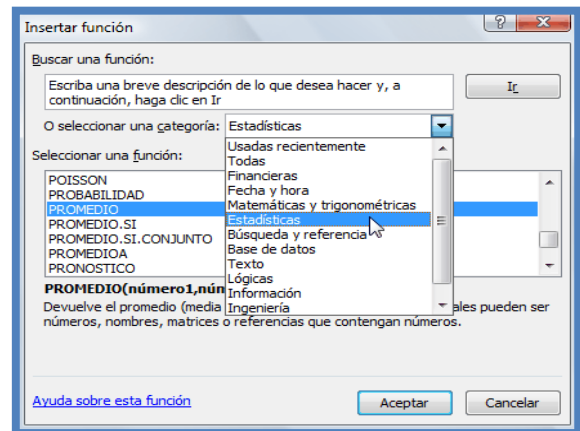 Insertar función
Buscar una función:
Escriba una breve descripción de lo que desea hacer y, a
continuación, haga clic en Ir
Ir
O seleccionar una categoría: Estadísticas
Usadas recientemente
Todas
Financieras
Fecha y hora
Matemáticas y trigonométricas
Estadísticas
Búsqueda y referencia
Base de datos
Texto
Lógicas
Información
Ingeniería
Seleccionar una función:
POISSON
PROBABILIDAD
PROMEDIO
PROMEDIO.SI
PROMEDIO.SI.CONJUNTO
PROMEDIOA
PRONOSTICO
PROMEDIO(número1,núm
Devuelve el promedio (media ales pueden ser
números, nombres, matrices o referencias que contengan números.
Ayuda sobre esta función
Aceptar
Cancelar